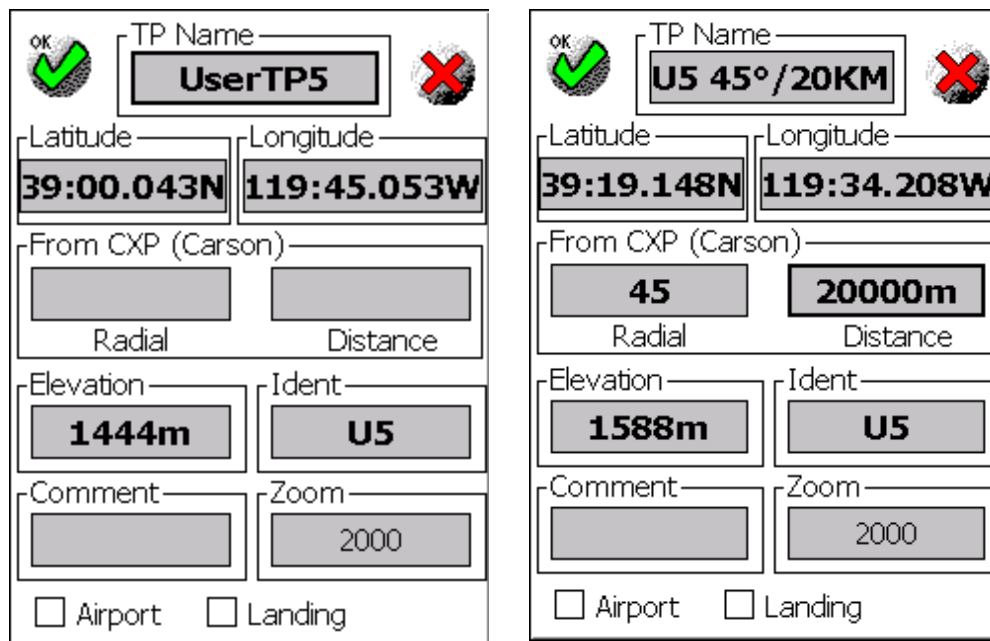 OK
TP Name
UserTP5
Latitude
Longitude
39:00.043N
119:45.053W
From CXP (Carson)
Radial
Distance
Elevation
Ident
1444m
U5
Comment
Zoom
2000
Airport
Landing
OK
TP Name
U5 45°/20KM
Latitude
Longitude
39:19.148N
119:34.208W
From CXP (Carson)
45
20000m
Radial
Distance
Elevation
Ident
1588m
U5
Comment
Zoom
2000
Airport
Landing